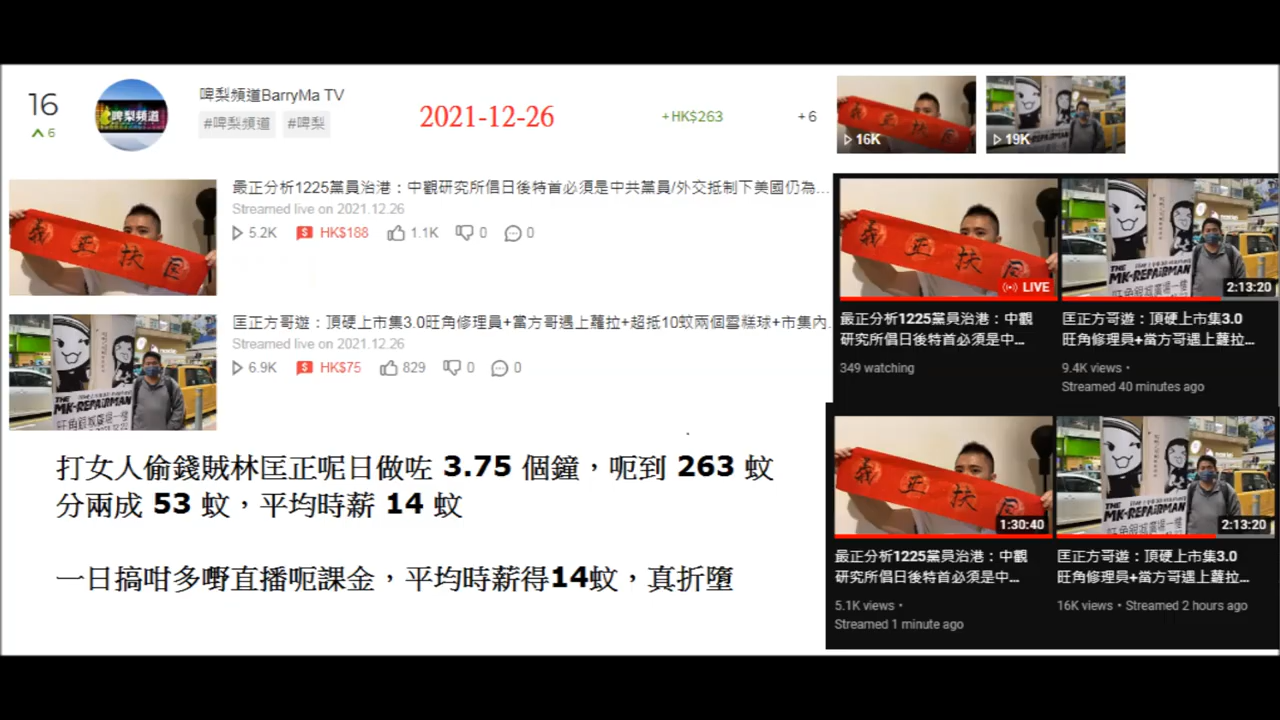 16
6
啤梨頻道
啤梨頻道BarryMa TV
#啤梨頻道 #啤梨
2021-12-26
+HK$263
+6
16K
19K
最正分析1225黨員治港：中觀研究所倡日後特首必須是中共黨員/外交抵制下美國仍為...
Streamed live on 2021.12.26
5.2K HK$188 1.1K 0 0
匡正方哥遊：頂硬上市集3.0旺角修理員+當方哥遇上蘿拉+超抵10蚊兩個雪糕球+市集內
Streamed live on 2021.12.26
6.9K HK$75 829 0 0
義正扶匡
THE
MK-REPAIRMAN
LIVE
2:13:20
最正分析1225黨員治港：中觀
研究所倡日後特首必須是中...
349 watching
匡正方哥遊：頂硬上市集3.0
旺角修理員+當方哥遇上蘿拉...
9.4K views •
Streamed 40 minutes ago
1:30:40
2:13:20
最正分析1225黨員治港：中觀
研究所倡日後特首必須是中...
5.1K views •
Streamed 1 minute ago
匡正方哥遊：頂硬上市集3.0
旺角修理員+當方哥遇上蘿拉...
16K views • Streamed 2 hours ago
打女人偷錢賊林匡正呢日做咗 3.75 個鐘，呃到 263 蚊
分兩成 53 蚊，平均時薪 14 蚊
一日搞咁多嘢直播呃課金，平均時薪得14蚊，真折墮